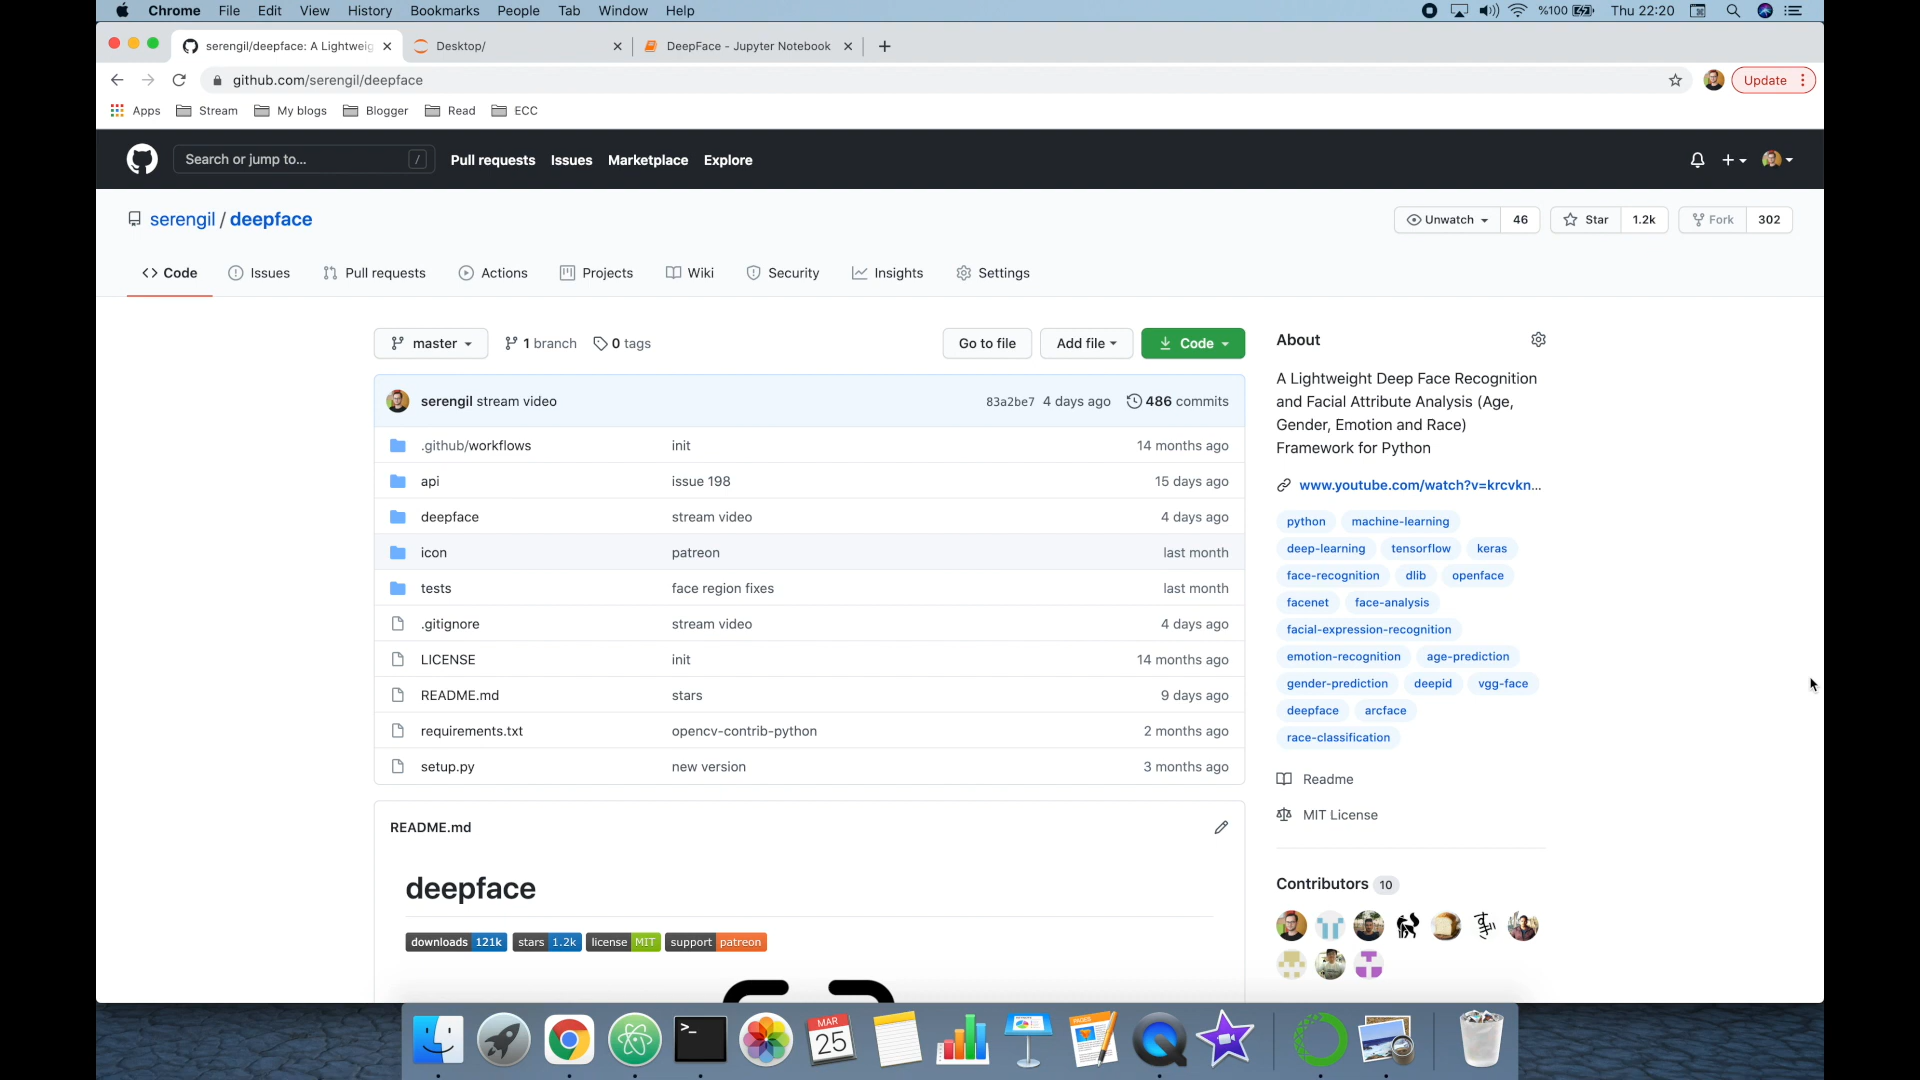 Chrome File Edit View History Bookmarks People Tab Window Help %100 Thu 22:20
serengil/deepface: A Lightweig Desktop/ DeepFace - Jupyter Notebook
github.com/serengil/deepface Update
Apps Stream My blogs Blogger Read ECC
Search or jump to... / Pull requests Issues Marketplace Explore
serengil / deepface Unwatch 46 Star 1.2k Fork 302
Code Issues Pull requests Actions Projects Wiki Security Insights Settings
master 1 branch 0 tags Go to file Add file Code
serengil stream video 83a2be7 4 days ago 486 commits
.github/workflows init 14 months ago
api issue 198 15 days ago
deepface stream video 4 days ago
icon patreon last month
tests face region fixes last month
.gitignore stream video 4 days ago
LICENSE init 14 months ago
README.md stars 9 days ago
requirements.txt opencv-contrib-python 2 months ago
setup.py new version 3 months ago
README.md
deepface
downloads 121k stars 1.2k license MIT support patreon
About
A Lightweight Deep Face Recognition
and Facial Attribute Analysis (Age,
Gender, Emotion and Race)
Framework for Python
www.youtube.com/watch?v=krcvkn...
python machine-learning
deep-learning tensorflow keras
face-recognition dlib openface
facenet face-analysis
facial-expression-recognition
emotion-recognition age-prediction
gender-prediction deepid vgg-face
deepface arcface
race-classification
Readme
MIT License
Contributors 10
>_
MAR
25
PAGES